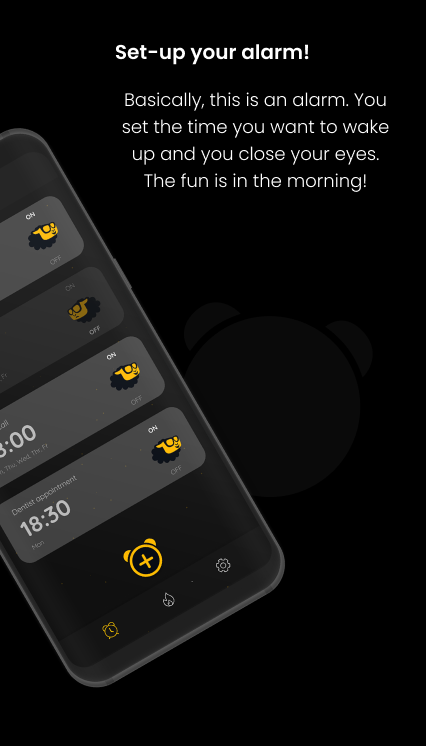 Set-up your alarm!
Basically, this is an alarm. You
set the time you want to wake
up and you close your eyes.
The fun is in the morning!
ON
OFF
ON
OFF
Fr
ON
OFF
:00
Thu, Wed, Thr, Fr
ON
OFF
Dentist appointment
18:30
Mon